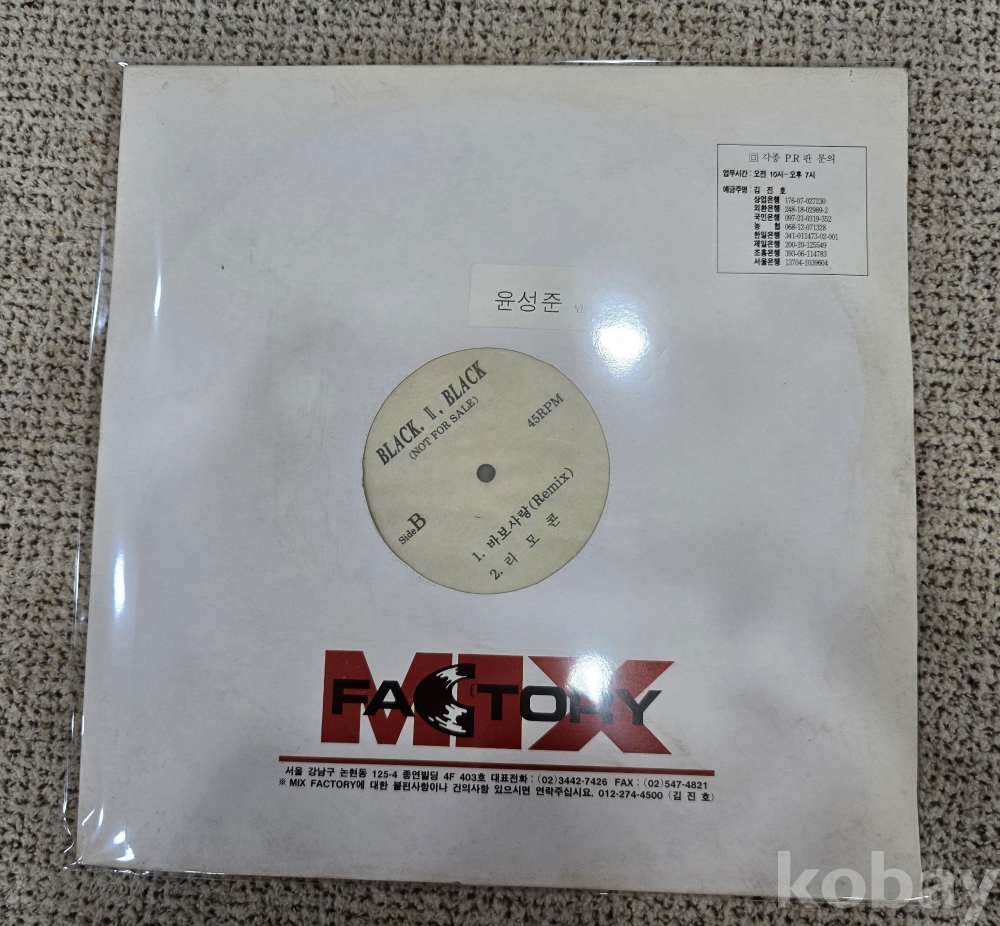 回 각종 P.R 판 문의
업무시간 : 오전 10시~오후 7시
예금주명 : 김 진 호
상업은행 176-07-027230
외환은행 248-18-02989-2
국민은행 097-21-0319-352
농 협 068-12-071328
한일은행 341-011473-02-001
제일은행 200-20-125549
조흥은행 393-06-114783
서울은행 13704-1039604
윤성준 님
BLACK. Ⅱ. BLACK
(NOT FOR SALE)
45RPM
Side B
1. 바보사랑(Remix)
2. 리 모 콘
MIX
FACTORY
서울 강남구 논현동 125-4 종연빌딩 4F 403호 대표전화 : (02)3442-7426 FAX : (02)547-4821
※ MIX FACTORY에 대한 불편사항이나 건의사항 있으시면 연락주십시요. 012-274-4500 (김 진 호)
kobay